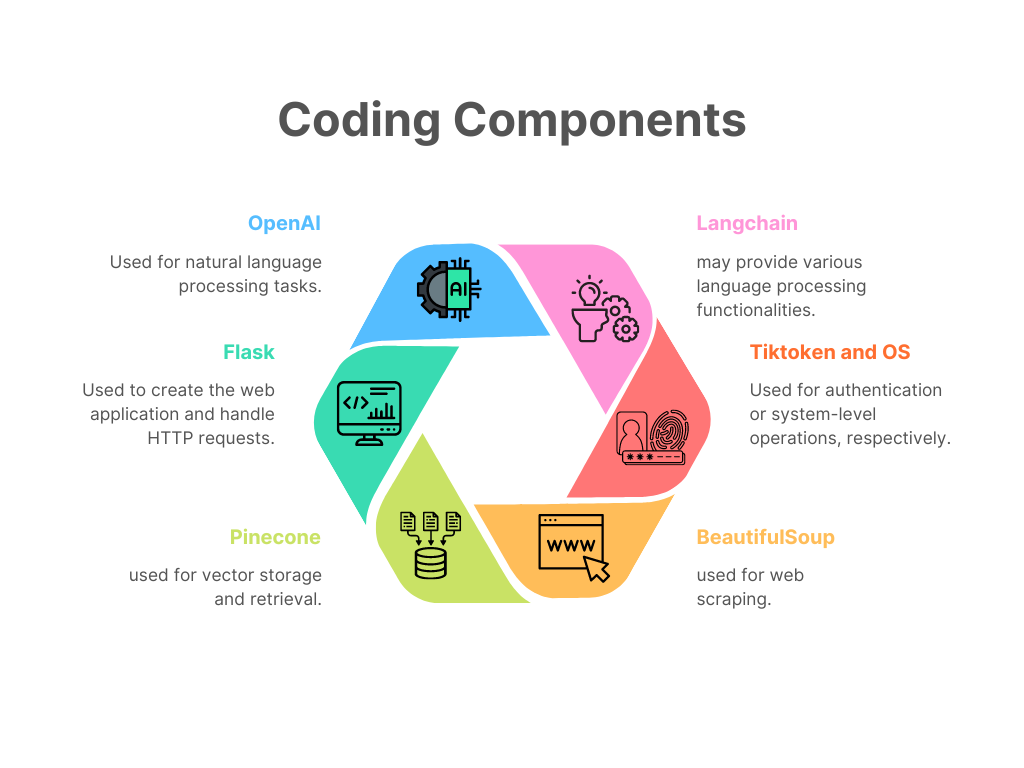 Coding Components
OpenAI
Used for natural language
processing tasks.
Langchain
may provide various
language processing
functionalities.
Flask
Used to create the web
application and handle
HTTP requests.
Tiktoken and OS
Used for authentication
or system-level
operations, respectively.
Pinecone
used for vector storage
and retrieval.
BeautifulSoup
used for web
scraping.
AI
</>
WWW
***---